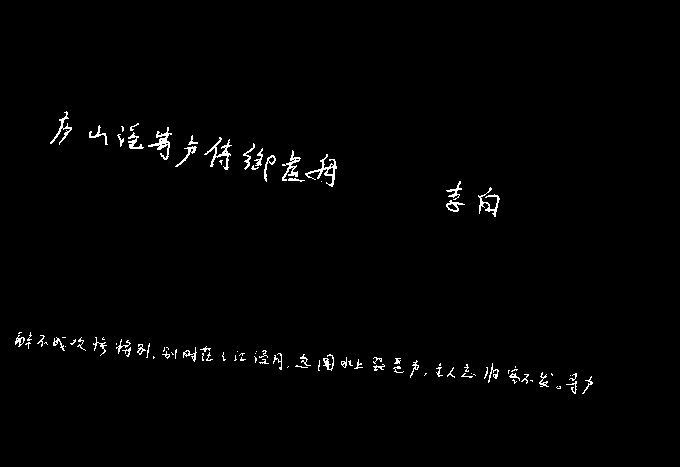 庐山谣寄卢侍御虚舟
李白
醉不成欢惨将别,别时茫茫江浸月,忽闻水上琵琶声,主人忘归客不发。寻声